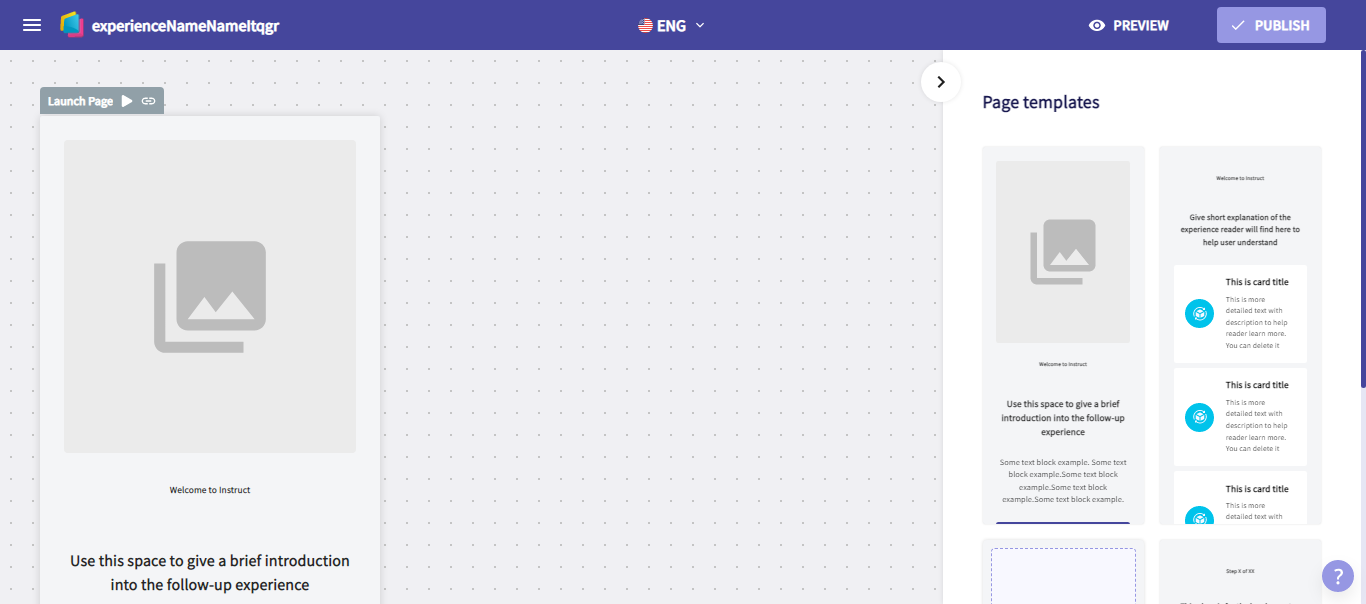 experienceNameNameItqgr
ENG
PREVIEW
PUBLISH
Launch Page
Welcome to Instruct
Use this space to give a brief introduction
into the follow-up experience
Page templates
Welcome to Instruct
Use this space to give a brief
introduction into the follow-up
experience
Some text block example. Some text
block example.Some text block
example.Some text block
example.Some text block example.
Welcome to Instruct
Give short explanation of the
experience reader will find here to
help user understand
This is card title
This is more
detailed text with
description to help
reader learn more.
You can delete it
This is card title
This is more
detailed text with
description to help
reader learn more.
You can delete it
This is card title
This is more
detailed text with
Step X of XX
?